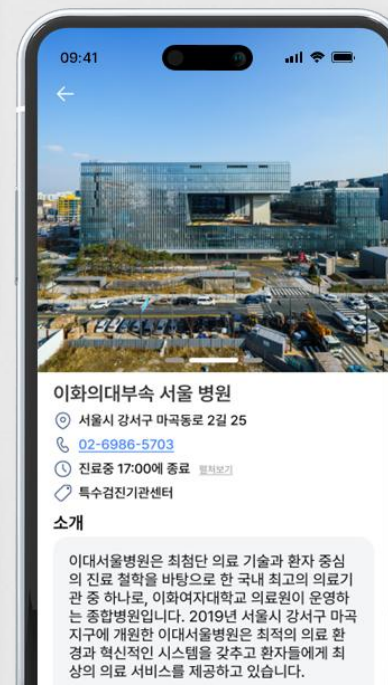 09:41
이화의대부속 서울 병원
서울시 강서구 마곡동로 2길 25
02-6986-5703
진료중 17:00에 종료 펼쳐보기
특수검진기관센터
소개
이대서울병원은 최첨단 의료 기술과 환자 중심
의 진료 철학을 바탕으로 한 국내 최고의 의료기
관 중 하나로, 이화여자대학교 의료원이 운영하
는 종합병원입니다. 2019년 서울시 강서구 마곡
지구에 개원한 이대서울병원은 최적의 의료 환
경과 혁신적인 시스템을 갖추고 환자들에게 최
상의 의료 서비스를 제공하고 있습니다.